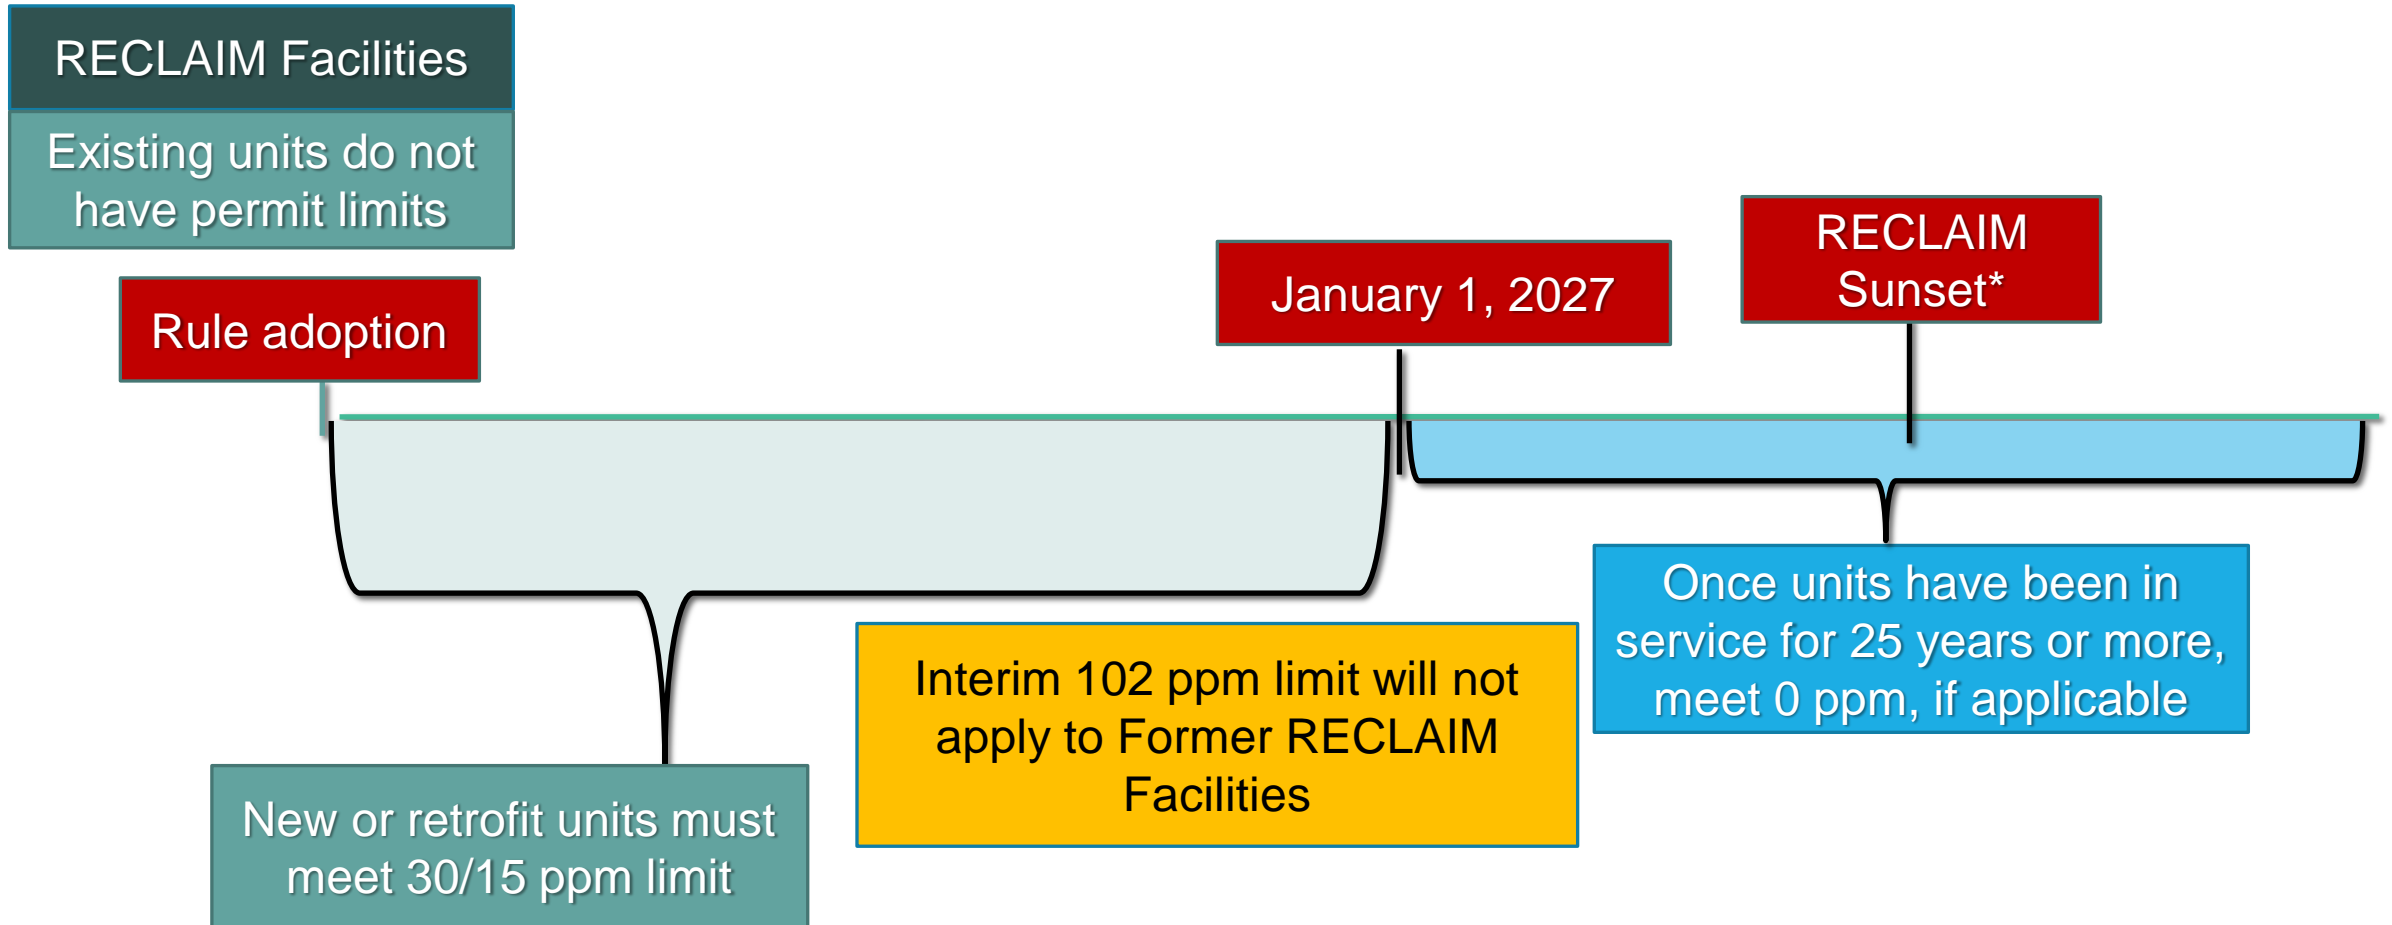 RECLAIM Facilities
Existing units do not
have permit limits
Rule adoption
January 1, 2027
RECLAIM
Sunset*
Once units have been in
service for 25 years or more,
meet 0 ppm, if applicable
Interim 102 ppm limit will not
apply to Former RECLAIM
Facilities
New or retrofit units must
meet 30/15 ppm limit